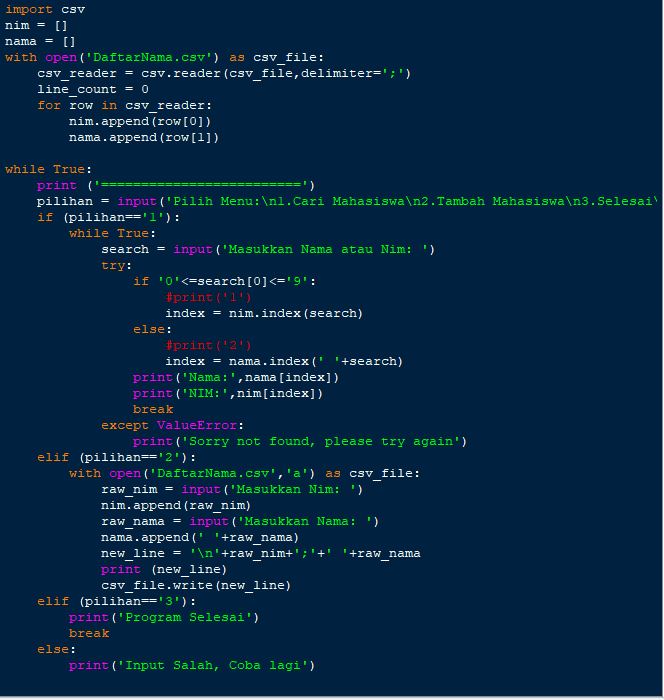 import csv
nim = []
nama = []
with open('DaftarNama.csv') as csv_file:
    csv_reader = csv.reader(csv_file,delimiter=';')
    line_count = 0
    for row in csv_reader:
        nim.append(row[0])
        nama.append(row[1])

while True:
    print ('=========================')
    pilihan = input('Pilih Menu:\n1.Cari Mahasiswa\n2.Tambah Mahasiswa\n3.Selesai\
    if (pilihan=='1'):
        while True:
            search = input('Masukkan Nama atau Nim: ')
            try:
                if '0'<=search[0]<='9':
                    #print('1')
                    index = nim.index(search)
                else:
                    #print('2')
                    index = nama.index(' '+search)
                print('Nama:',nama[index])
                print('NIM:',nim[index])
                break
            except ValueError:
                print('Sorry not found, please try again')
    elif (pilihan=='2'):
        with open('DaftarNama.csv','a') as csv_file:
            raw_nim = input('Masukkan Nim: ')
            nim.append(raw_nim)
            raw_nama = input('Masukkan Nama: ')
            nama.append(' '+raw_nama)
            new_line = '\n'+raw_nim+';'+' '+raw_nama
            print (new_line)
            csv_file.write(new_line)
    elif (pilihan=='3'):
        print('Program Selesai')
        break
    else:
        print('Input Salah, Coba lagi')